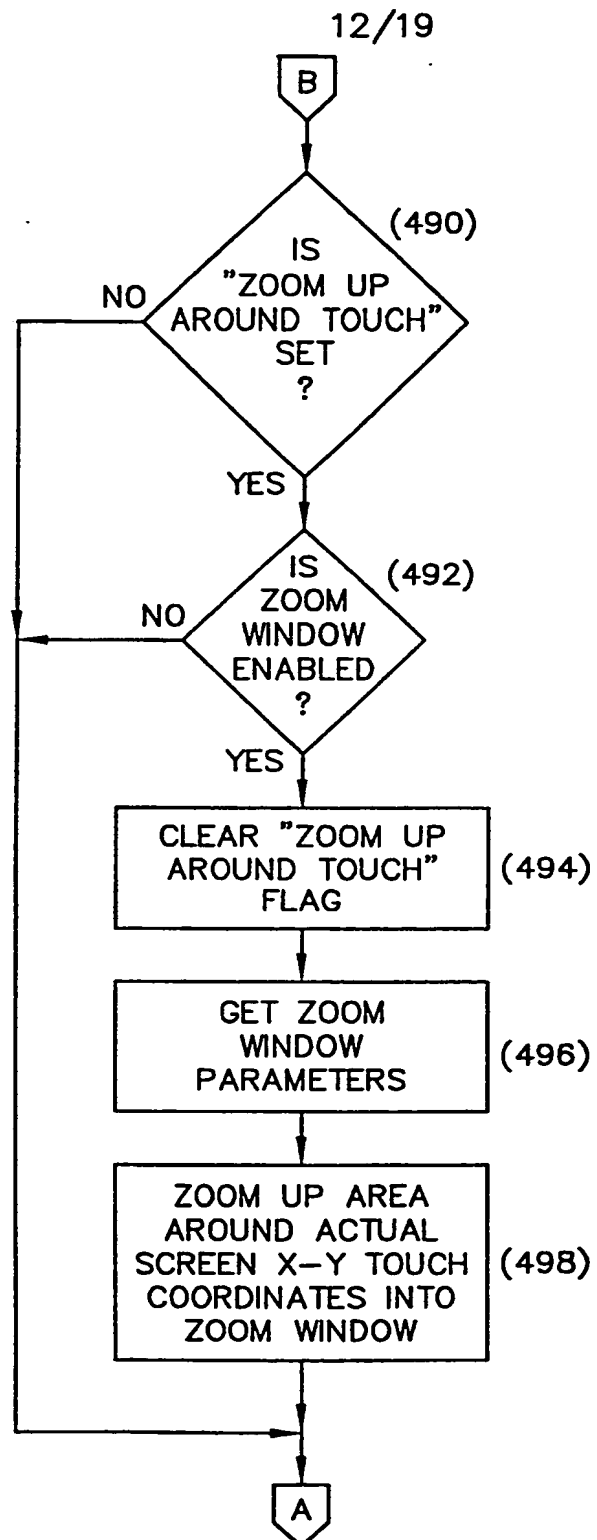 12/19
B
(490)
IS
"ZOOM UP
AROUND TOUCH"
SET
?
NO
YES
(492)
IS
ZOOM
WINDOW
ENABLED
?
NO
YES
CLEAR "ZOOM UP
AROUND TOUCH"
FLAG
(494)
GET ZOOM
WINDOW
PARAMETERS
(496)
ZOOM UP AREA
AROUND ACTUAL
SCREEN X-Y TOUCH
COORDINATES INTO
ZOOM WINDOW
(498)
A